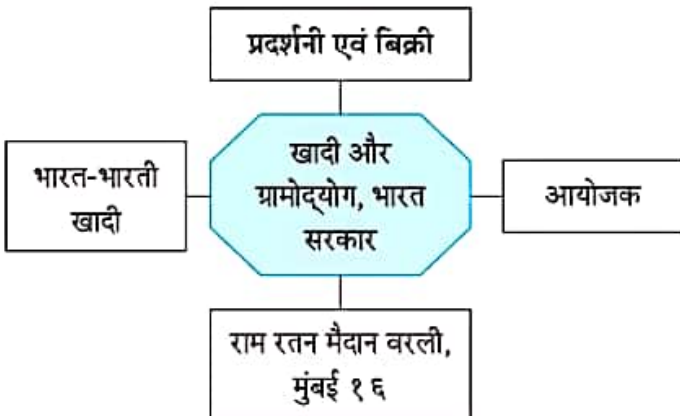 प्रदर्शनी एवं बिक्री
भारत-भारती
खादी
खादी और
ग्रामोद्‌योग, भारत
सरकार
आयोजक
राम रतन मैदान वरली,
मुंबई १६